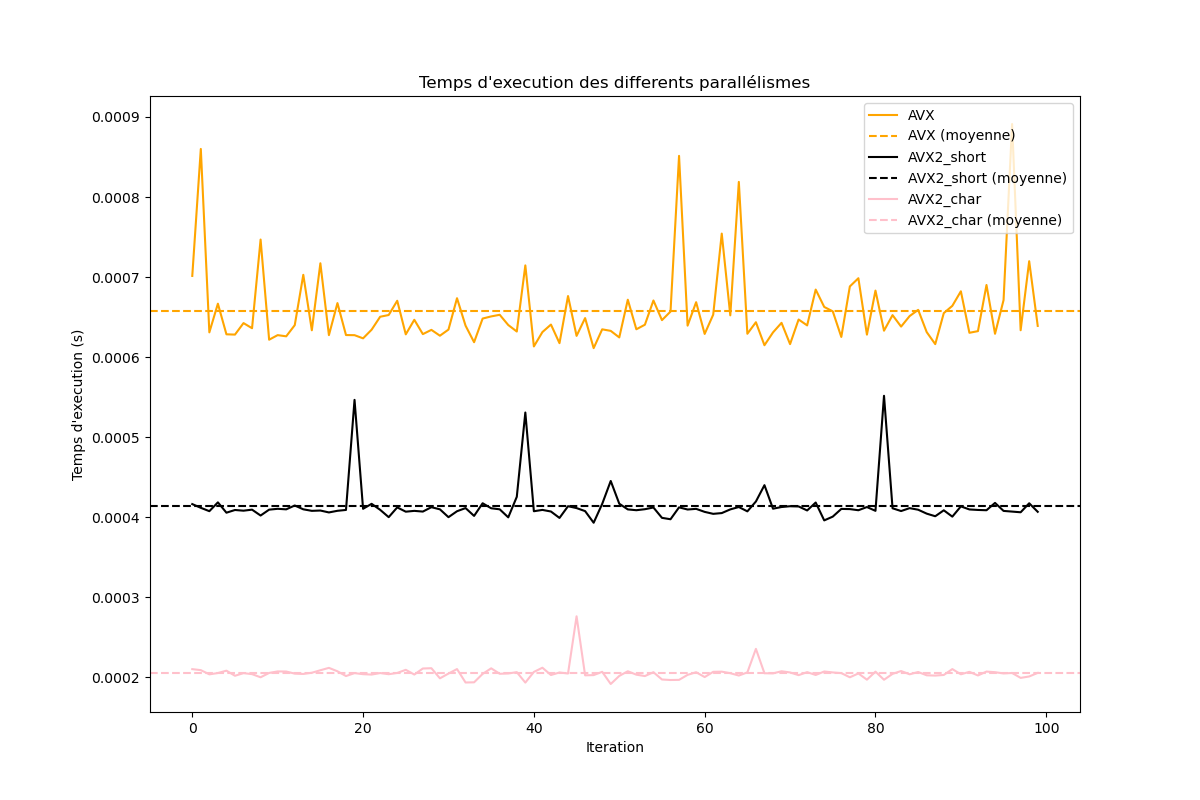 Temps d'execution des differents parallélismes
Temps d'execution (s)
0.0009
0.0008
0.0007
0.0006
0.0005
0.0004
0.0003
0.0002
AVX
AVX (moyenne)
AVX2_short
AVX2_short (moyenne)
AVX2_char
AVX2_char (moyenne)
0 20 40 60 80 100
Iteration